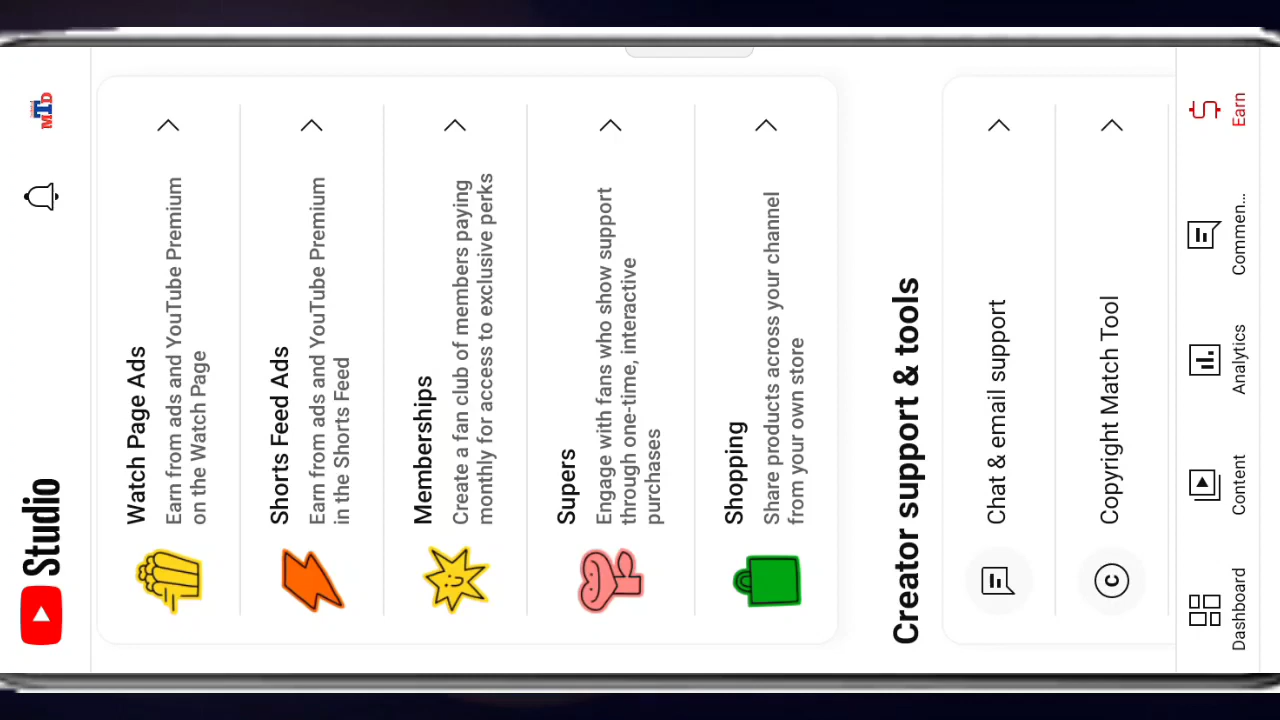 Studio
MTD
Watch Page Ads
Earn from ads and YouTube Premium
on the Watch Page
Shorts Feed Ads
Earn from ads and YouTube Premium
in the Shorts Feed
Memberships
Create a fan club of members paying
monthly for access to exclusive perks
Supers
Engage with fans who show support
through one-time, interactive
purchases
Shopping
Share products across your channel
from your own store
Creator support & tools
Chat & email support
Copyright Match Tool
Dashboard
Content
Analytics
Commen...
Earn